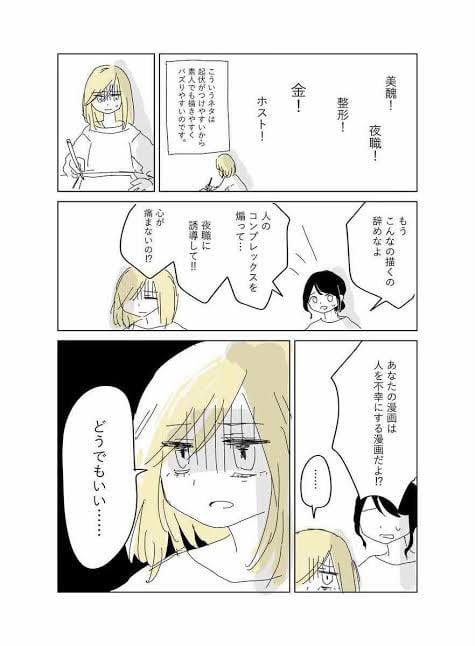 美醜！
夜職！
整形！
金！
ホスト！
こういうネタは
起伏がつけやすいから
素人でも描きやすく
バズりやすいのです。
もう
こんなの描くの
辞めなよ
人の
コンプレックスを
煽って…
夜職に
誘導して!!
心が
痛まないの!?
あなたの漫画は
人を不幸にする漫画だよ!?
……
どうでもいい……